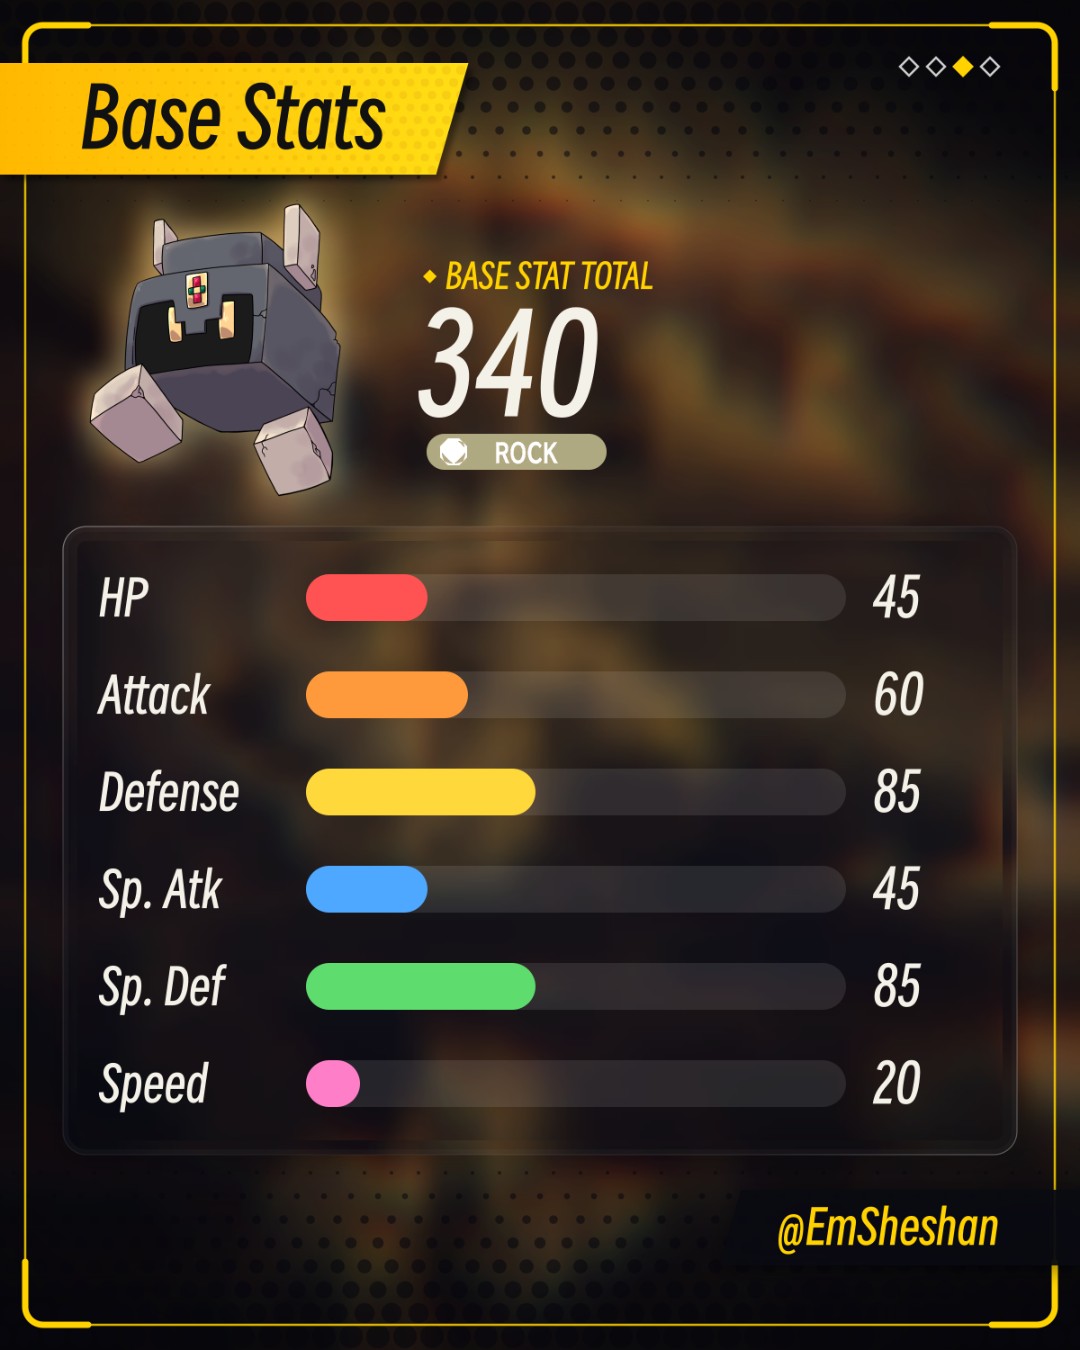 Base Stats
BASE STAT TOTAL
340
ROCK
HP 45
Attack 60
Defense 85
Sp. Atk 45
Sp. Def 85
Speed 20
@EmSheshan